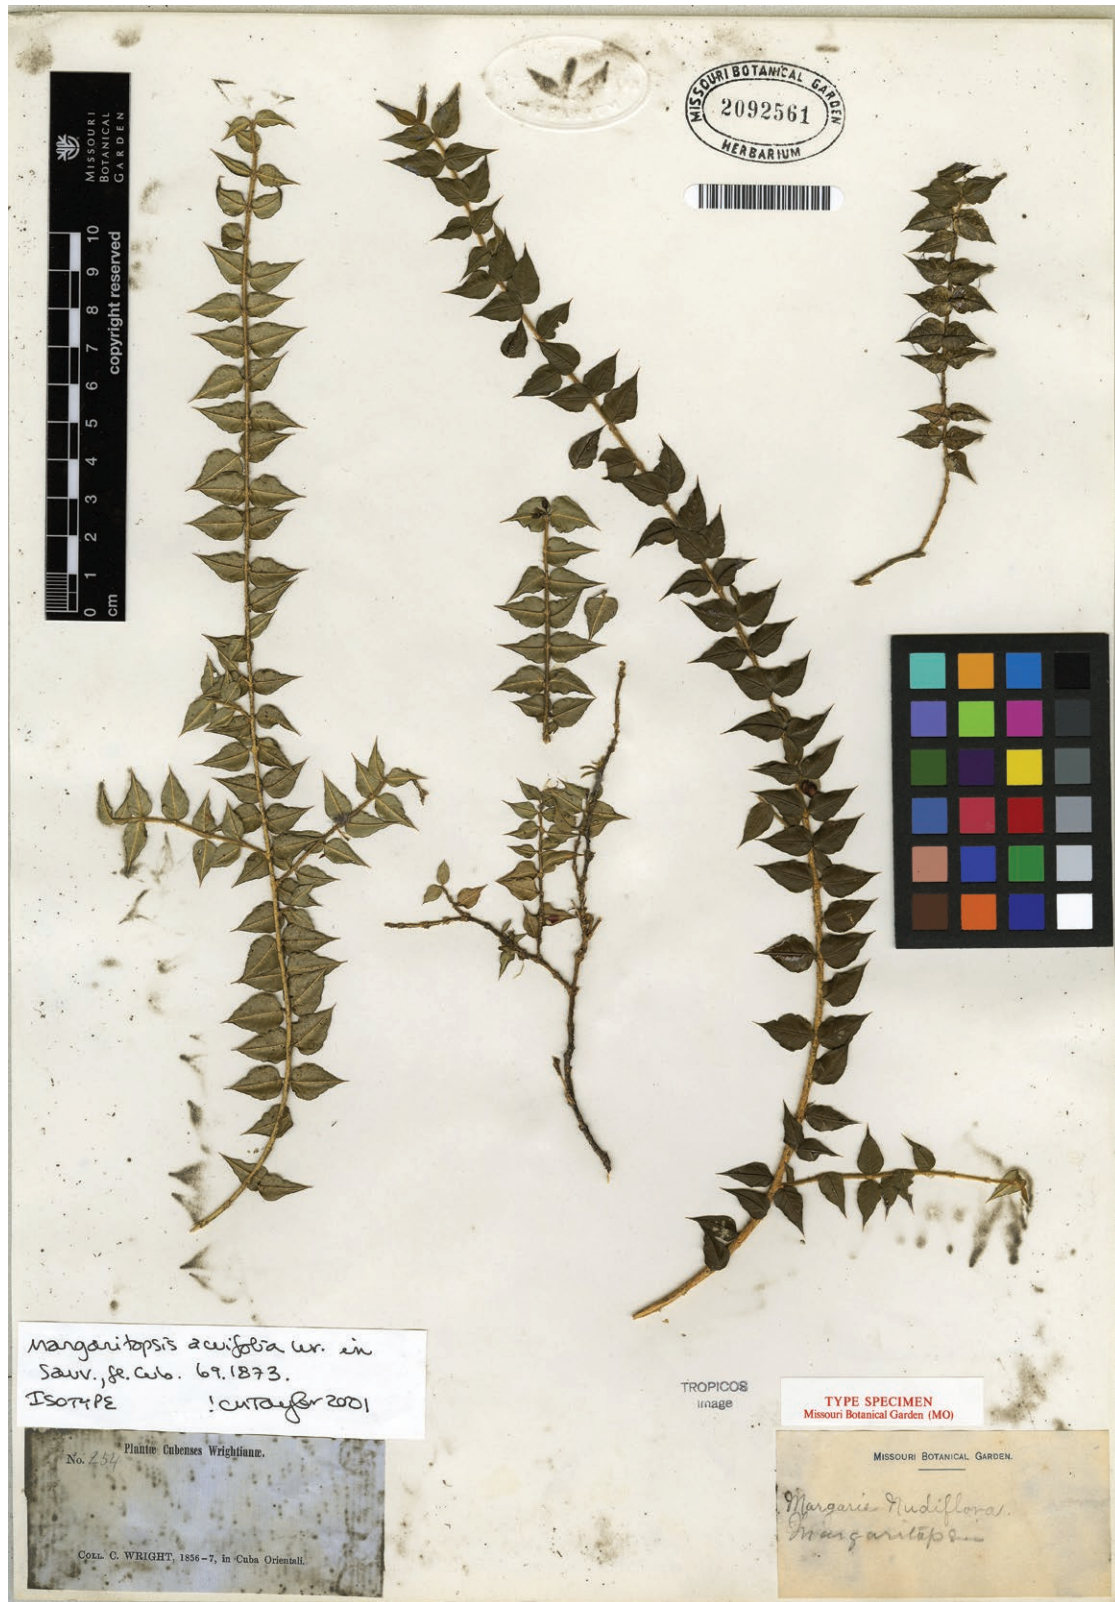 MISSOURI BOTANICAL GARDEN
2092561
HERBARIUM
MISSOURI
BOTANICAL
GARDEN
copyright reserved
10
9
8
7
6
5
4
3
2
1
0
cm
Margaritopsis acuifolia Wr. in
Sauv., Fl. Cub. 69. 1873.
ISOTYPE ! CMTaylor 2001
Plantæ Cubenses Wrightianæ.
No. 254
COLL. C. WRIGHT, 1856-7, in Cuba Orientali.
TROPICOS
image
TYPE SPECIMEN
Missouri Botanical Garden (MO)
MISSOURI BOTANICAL GARDEN.
Margaris Nudiflora.